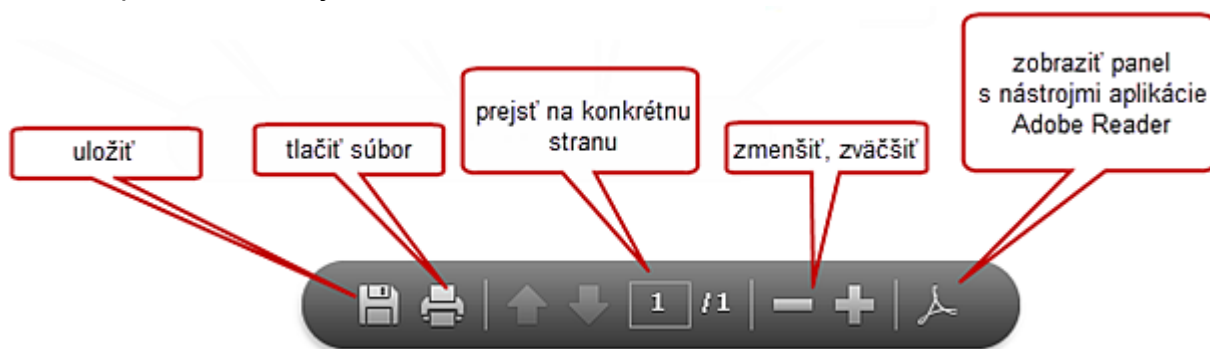 uložiť
tlačiť súbor
prejsť na konkrétnu
stranu
zmenšiť, zväčšiť
zobraziť panel
s nástrojmi aplikácie
Adobe Reader
1 / 1